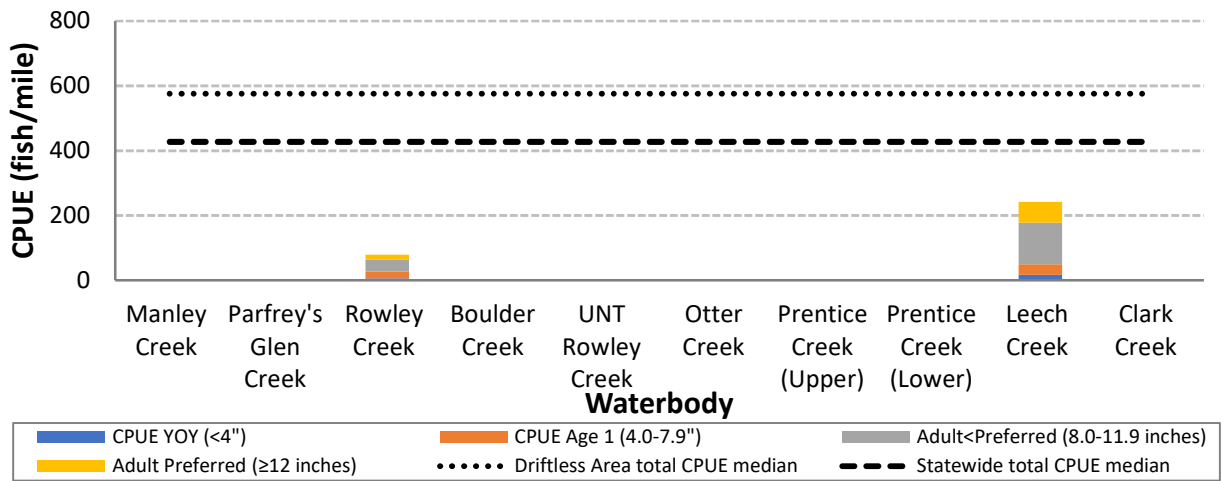 800
600
400
200
0
CPUE (fish/mile)
Manley Creek
Parfrey's Glen Creek
Rowley Creek
Boulder Creek
UNT Rowley Creek
Otter Creek
Prentice Creek (Upper)
Prentice Creek (Lower)
Leech Creek
Clark Creek
Waterbody
CPUE YOY (<4")
CPUE Age 1 (4.0-7.9")
Adult<Preferred (8.0-11.9 inches)
Adult Preferred (≥12 inches)
Driftless Area total CPUE median
Statewide total CPUE median